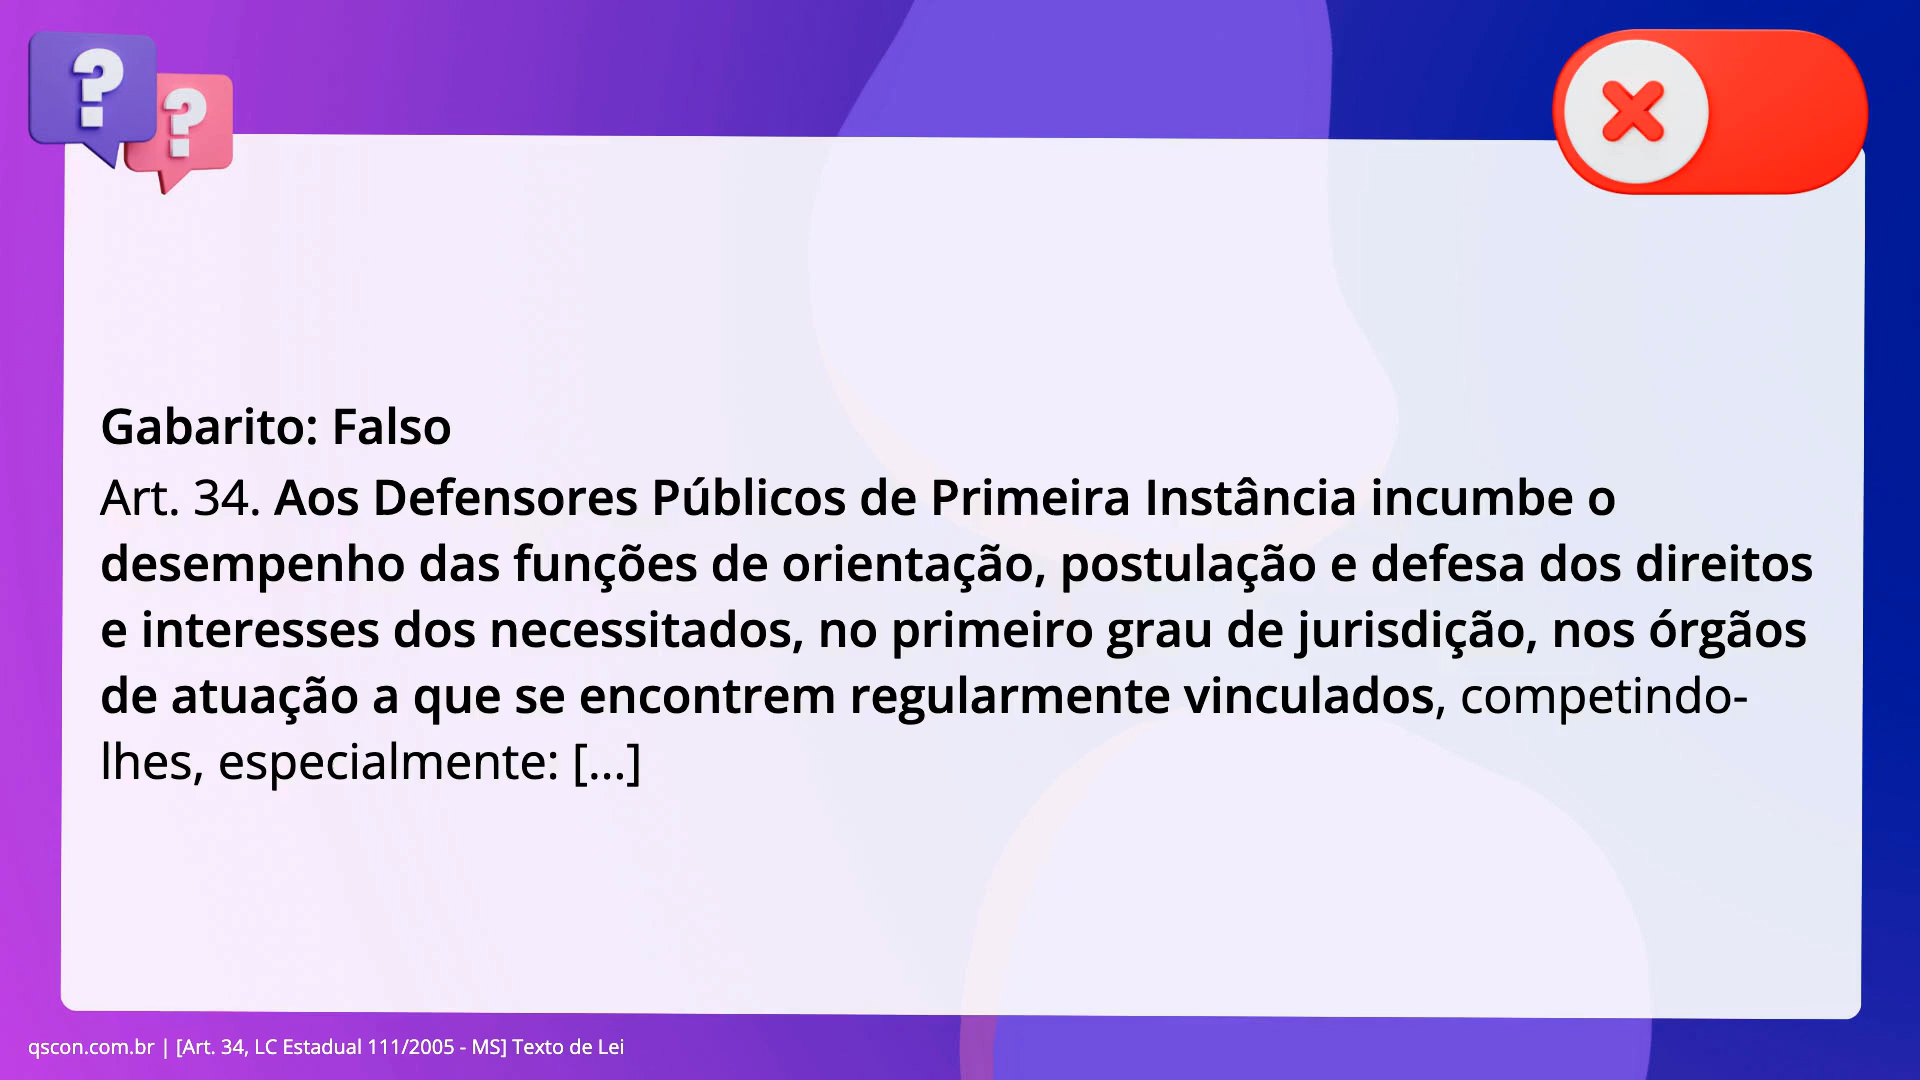 Gabarito: Falso
Art. 34. Aos Defensores Públicos de Primeira Instância incumbe o
desempenho das funções de orientação, postulação e defesa dos direitos
e interesses dos necessitados, no primeiro grau de jurisdição, nos órgãos
de atuação a que se encontrem regularmente vinculados, competindo-
lhes, especialmente: [...]
qscon.com.br | [Art. 34, LC Estadual 111/2005 - MS] Texto de Lei